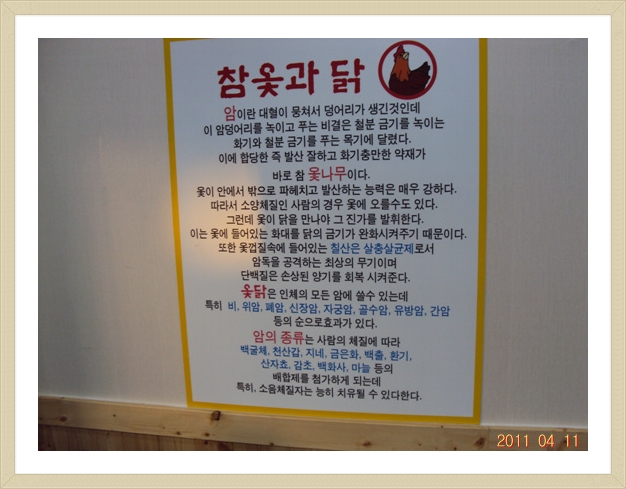 참옻과 닭
암이란 대혈이 뭉쳐서 덩어리가 생긴것인데
이 암덩어리를 녹이고 푸는 비결은 철분 금기를 녹이는
화기와 철분 금기를 푸는 목기에 달렸다.
이에 합당한 즉 발산 잘하고 화기충만한 약재가
바로 참 옻나무이다.
옻이 안에서 밖으로 파헤치고 발산하는 능력은 매우 강하다.
따라서 소양체질인 사람의 경우 옻에 오를수도 있다.
그런데 옻이 닭을 만나야 그 진가를 발휘한다.
이는 옻에 들어있는 화대를 닭의 금기가 완화시켜주기 때문이다.
또한 옻껍질속에 들어있는 칠산은 살충살균제로서
암독을 공격하는 최상의 무기이며
단백질은 손상된 양기를 회복 시켜준다.
옻닭은 인체의 모든 암에 쓸수 있는데
특히 비, 위암, 폐암, 신장암, 자궁암, 골수암, 유방암, 간암
등의 순으로효과가 있다.
암의 종류는 사람의 체질에 따라
백굴체, 천산갑, 지네, 금은화, 백출, 환기,
산자쵸, 감초, 백화사, 마늘 등의
배합제를 첨가하게 되는데
특히, 소음체질자는 능히 치유될 수 있다한다.
2011 04 11